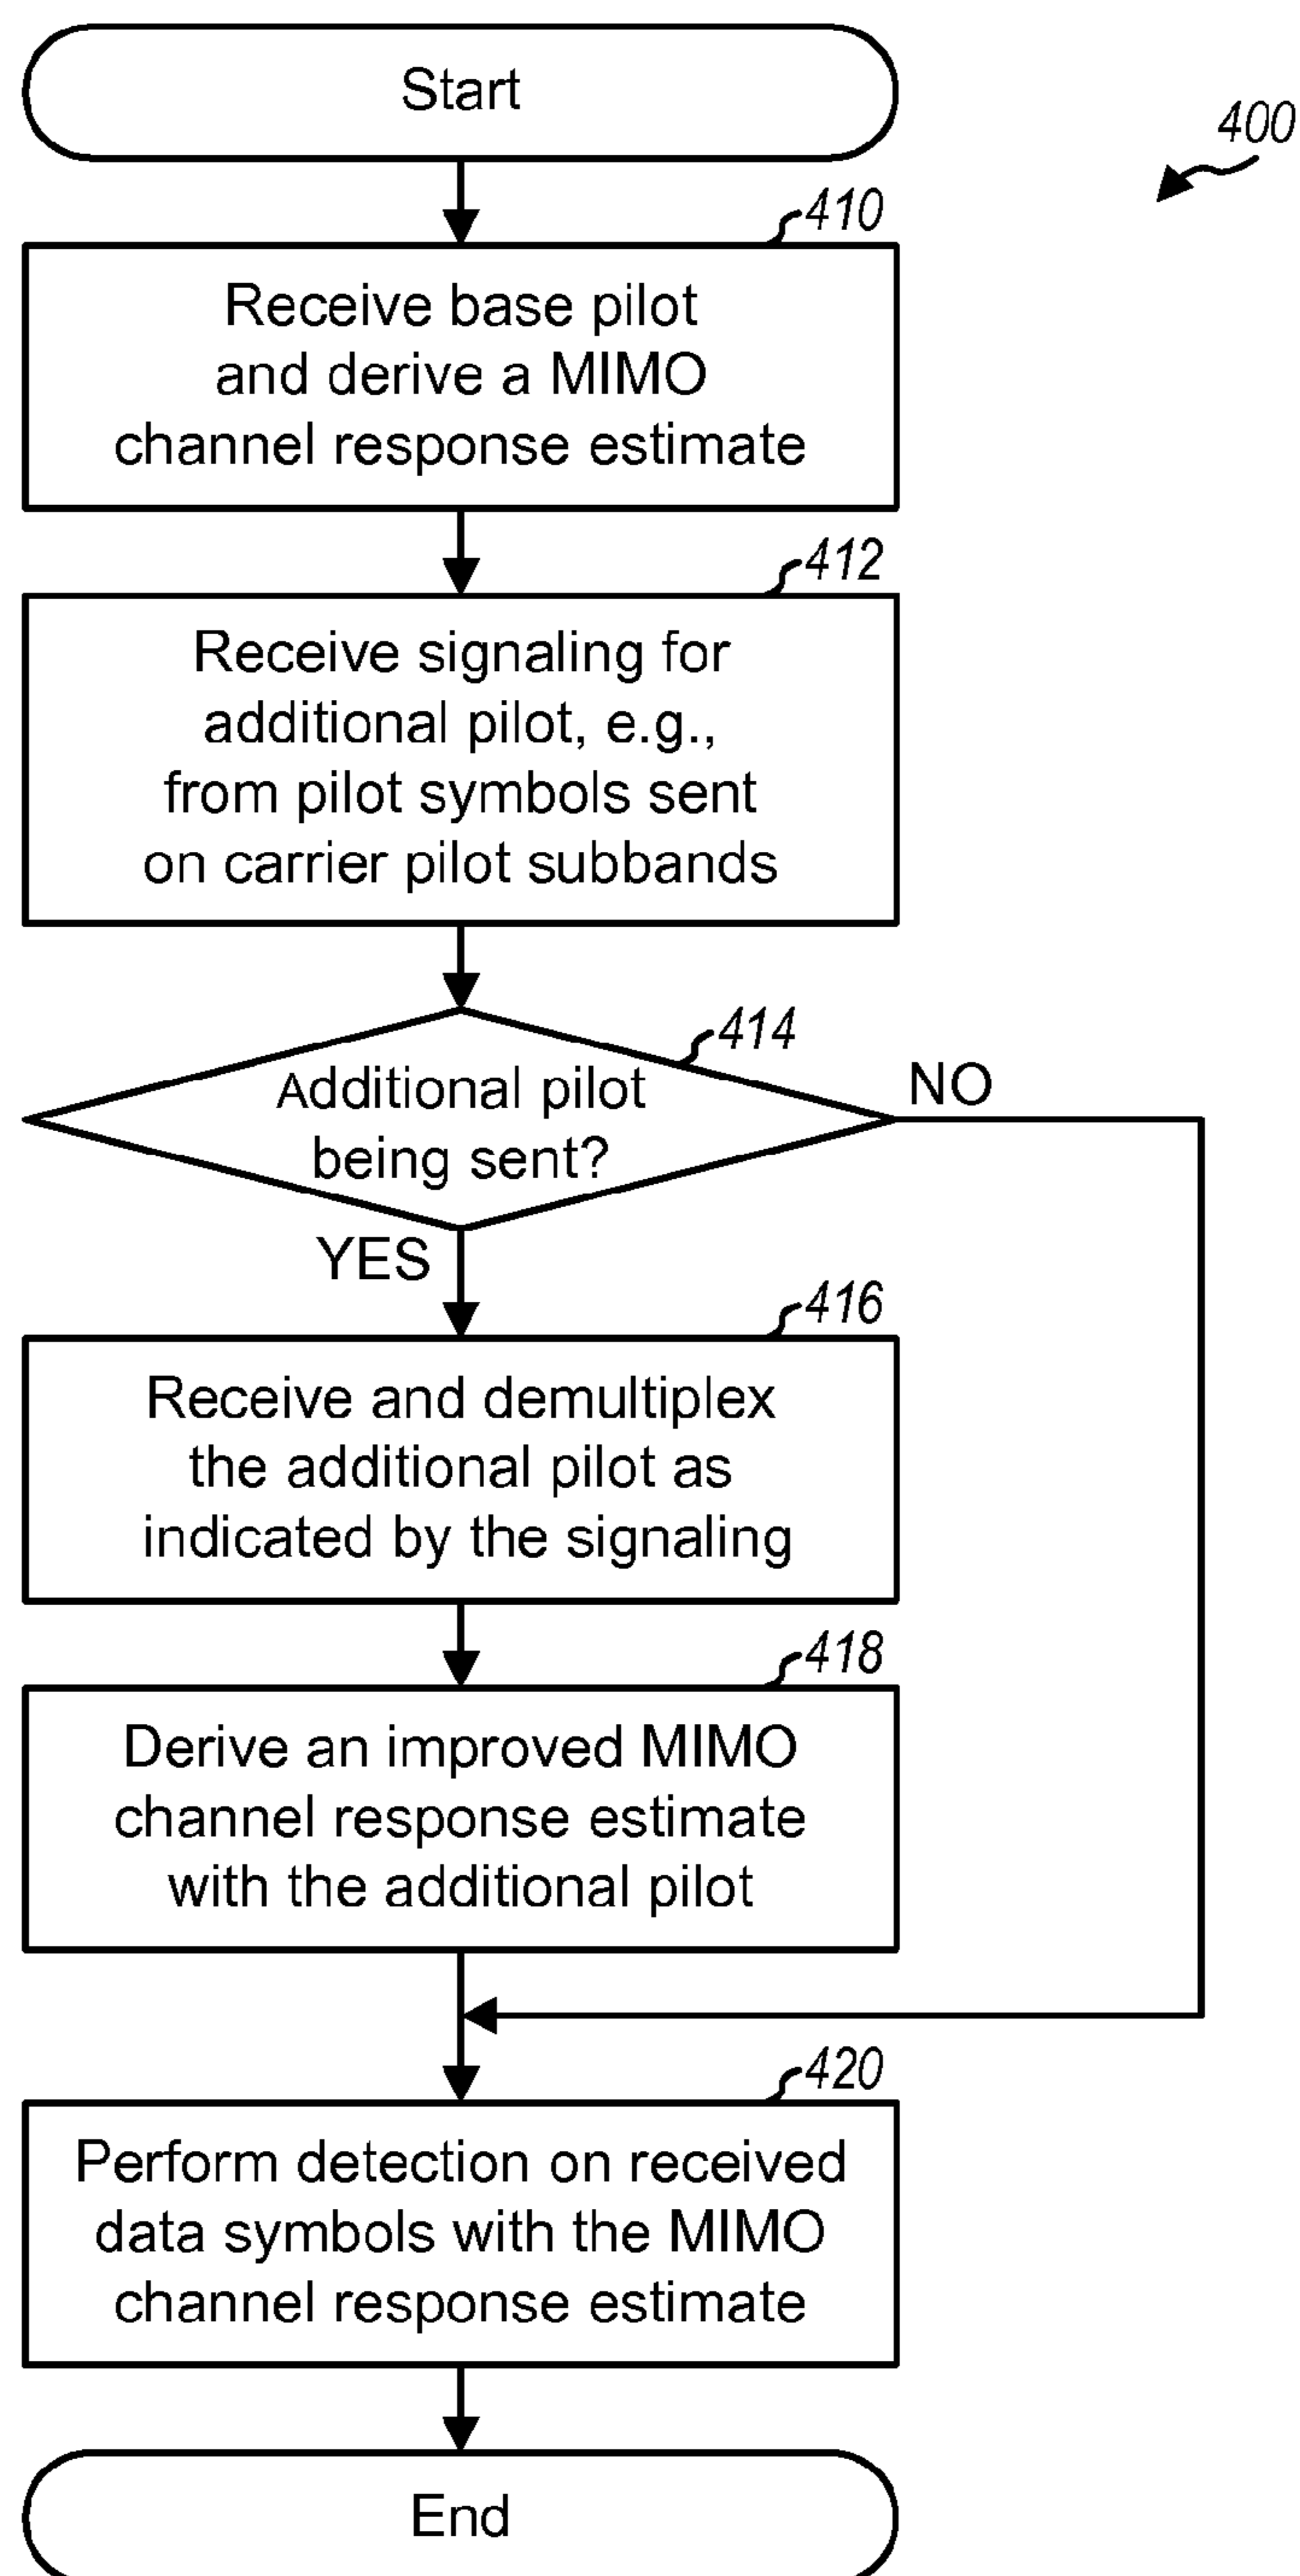 Start
400
410
Receive base pilot
and derive a MIMO
channel response estimate
412
Receive signaling for
additional pilot, e.g.,
from pilot symbols sent
on carrier pilot subbands
414
Additional pilot
being sent?
NO
YES
416
Receive and demultiplex
the additional pilot as
indicated by the signaling
418
Derive an improved MIMO
channel response estimate
with the additional pilot
420
Perform detection on received
data symbols with the MIMO
channel response estimate
End